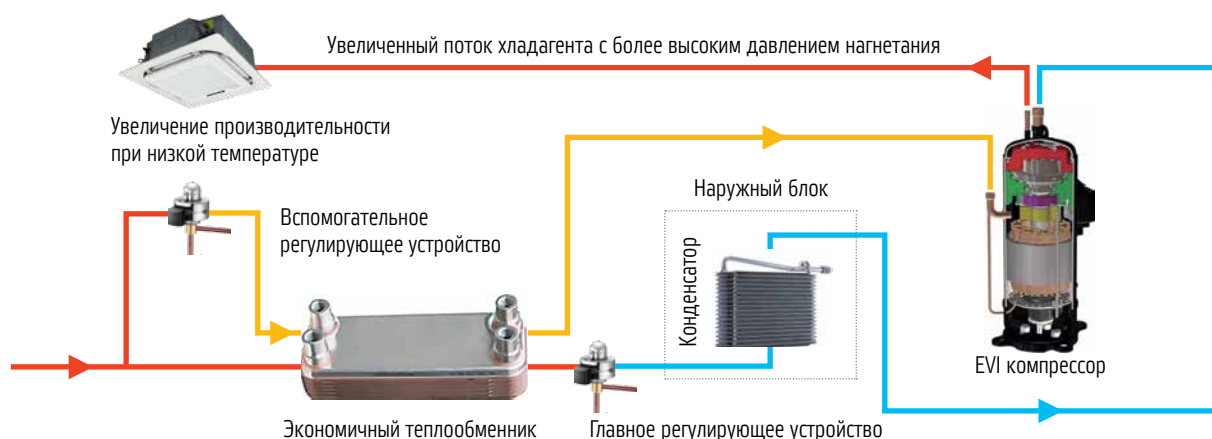 Увеличенный поток хладагента с более высоким давлением нагнетания
Увеличение производительности
при низкой температуре
Вспомогательное
регулирующее устройство
Наружный блок
Конденсатор
EVI компрессор
Экономичный теплообменник
Главное регулирующее устройство